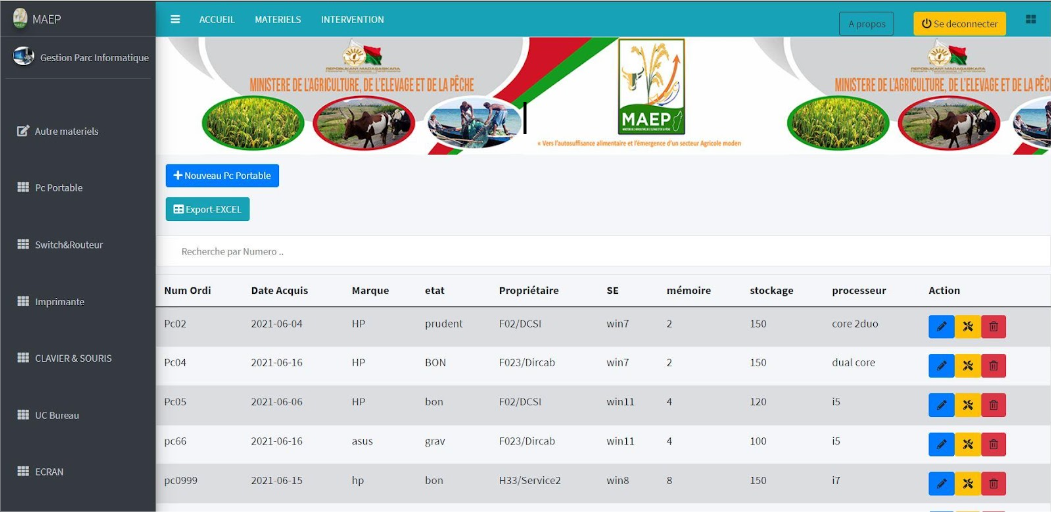 MAEP
ACCUEIL MATERIELS INTERVENTION
A propos
Se deconnecter
Gestion Parc Informatique
MINISTERE DE L'AGRICULTURE, DE L'ELEVAGE ET DE LA PÊCHE
MAEP
« Vers l'autosuffisance alimentaire et l'émergence d'un secteur Agricole moden
MINISTERE DE L'AGRICULTURE, DE L'ELEVAGE ET DE LA PÊC
Autre materiels
Pc Portable
Switch&Routeur
Imprimante
CLAVIER & SOURIS
UC Bureau
ECRAN
Nouveau Pc Portable
Export-EXCEL
Recherche par Numero ..
Num Ordi Date Acquis Marque etat Propriétaire SE mémoire stockage processeur Action
Pc02 2021-06-04 HP prudent F02/DCSI win7 2 150 core 2duo
Pc04 2021-06-16 HP BON F023/Dircab win7 2 150 dual core
Pc05 2021-06-06 HP bon F02/DCSI win11 4 120 i5
pc66 2021-06-16 asus grav F023/Dircab win11 4 100 i5
pc0999 2021-06-15 hp bon H33/Service2 win8 8 150 i7